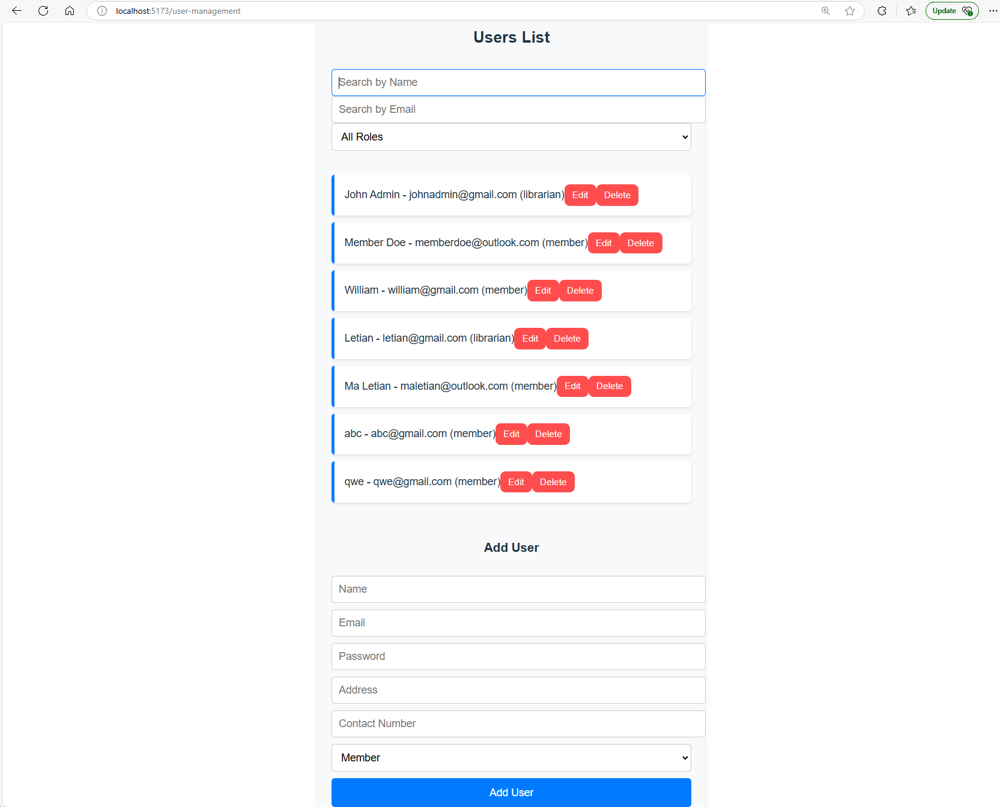 localhost:5173/user-management
Update
Users List
Search by Name
Search by Email
All Roles
John Admin - johnadmin@gmail.com (librarian) Edit Delete
Member Doe - memberdoe@outlook.com (member) Edit Delete
William - william@gmail.com (member) Edit Delete
Letian - letian@gmail.com (librarian) Edit Delete
Ma Letian - maletian@outlook.com (member) Edit Delete
abc - abc@gmail.com (member) Edit Delete
qwe - qwe@gmail.com (member) Edit Delete
Add User
Name
Email
Password
Address
Contact Number
Member
Add User